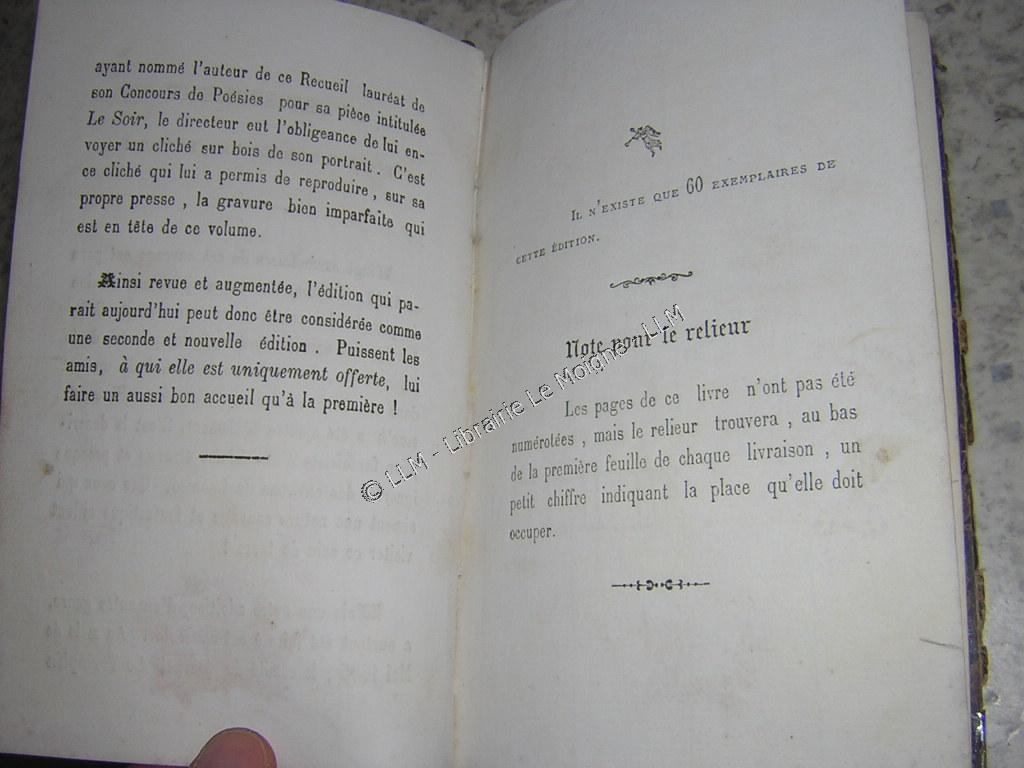 ayant nommé l'auteur de ce Recueil lauréat de
son Concours de Poésies pour sa pièce intitulée
Le Soir, le directeur eut l'obligeance de lui en-
voyer un cliché sur bois de son portrait. C'est
ce cliché qui lui a permis de reproduire, sur sa
propre presse, la gravure bien imparfaite qui
est en tête de ce volume.
Ainsi revue et augmentée, l'édition qui pa-
rait aujourd'hui peut donc être considérée comme
une seconde et nouvelle édition. Puissent les
amis, à qui elle est uniquement offerte, lui
faire un aussi bon accueil qu'à la première !
IL N'EXISTE QUE 60 EXEMPLAIRES DE
CETTE ÉDITION.
Note pour le relieur
Les pages de ce livre n'ont pas été
numérotées, mais le relieur trouvera, au bas
de la première feuille de chaque livraison, un
petit chiffre indiquant la place qu'elle doit
occuper.
© LLM - Librairie Le Moigne - LLM